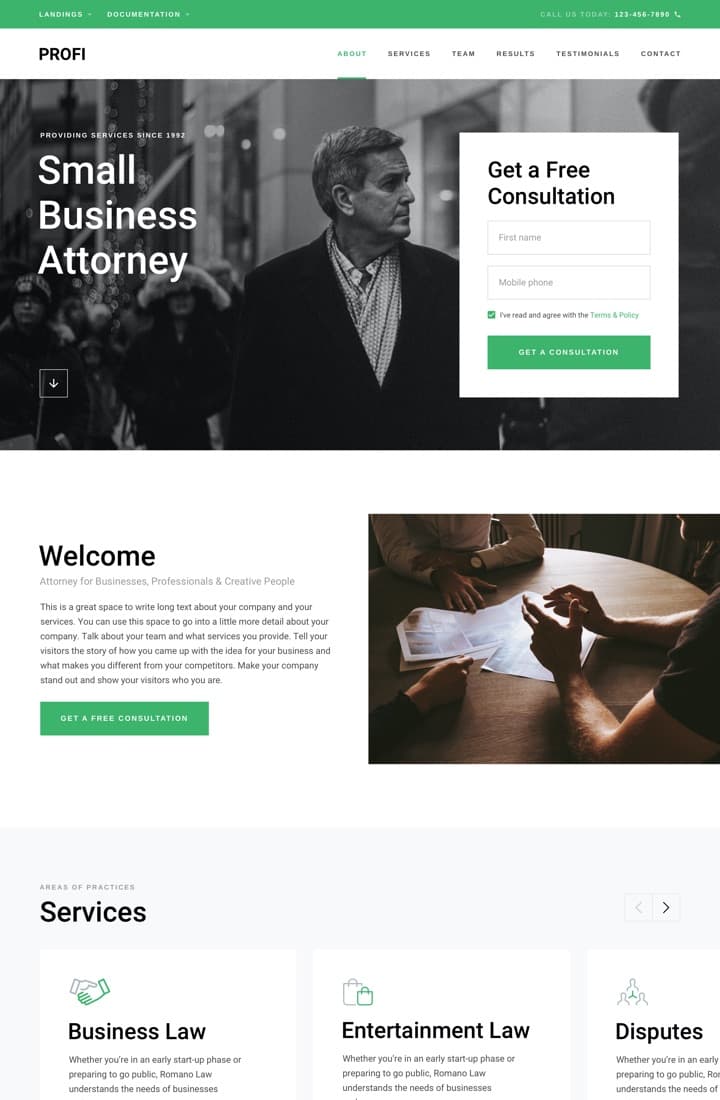 LANDINGS DOCUMENTATION CALL US TODAY: 123-456-7890
PROFI ABOUT SERVICES TEAM RESULTS TESTIMONIALS CONTACT
PROVIDING SERVICES SINCE 1992
Small
Business
Attorney
Get a Free
Consultation
First name
Mobile phone
I've read and agree with the Terms & Policy
GET A CONSULTATION
Welcome
Attorney for Businesses, Professionals & Creative People
This is a great space to write long text about your company and your
services. You can use this space to go into a little more detail about your
company. Talk about your team and what services you provide. Tell your
visitors the story of how you came up with the idea for your business and
what makes you different from your competitors. Make your company
stand out and show your visitors who you are.
GET A FREE CONSULTATION
AREAS OF PRACTICES
Services
Business Law
Whether you're in an early start-up phase or
preparing to go public, Romano Law
understands the needs of businesses
Entertainment Law
Whether you're in an early start-up phase or
preparing to go public, Romano Law
understands the needs of businesses
Disputes
Whether you're in an early
preparing to go public, Ro
understands the needs of